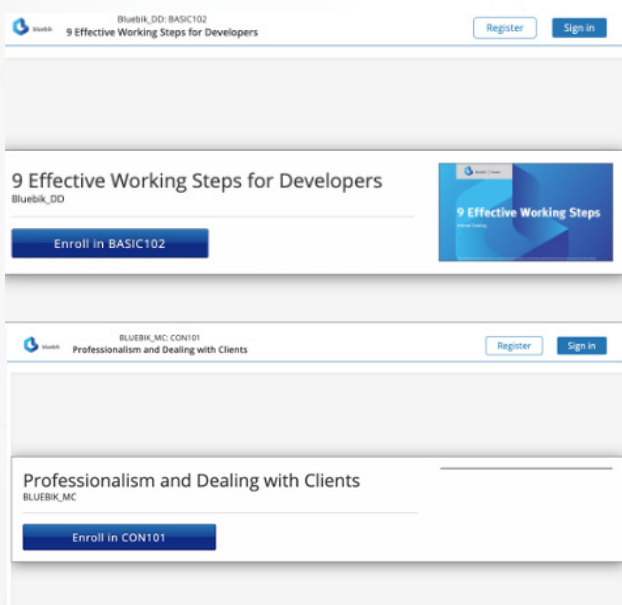 bluebik
Bluebik_DD: BASIC102
9 Effective Working Steps for Developers
Register
Sign in
9 Effective Working Steps for Developers
Bluebik_DD
Enroll in BASIC102
9 Effective Working Steps
Internal Training
bluebik
BLUEBIK_MC: CON101
Professionalism and Dealing with Clients
Register
Sign in
Professionalism and Dealing with Clients
BLUEBIK_MC
Enroll in CON101